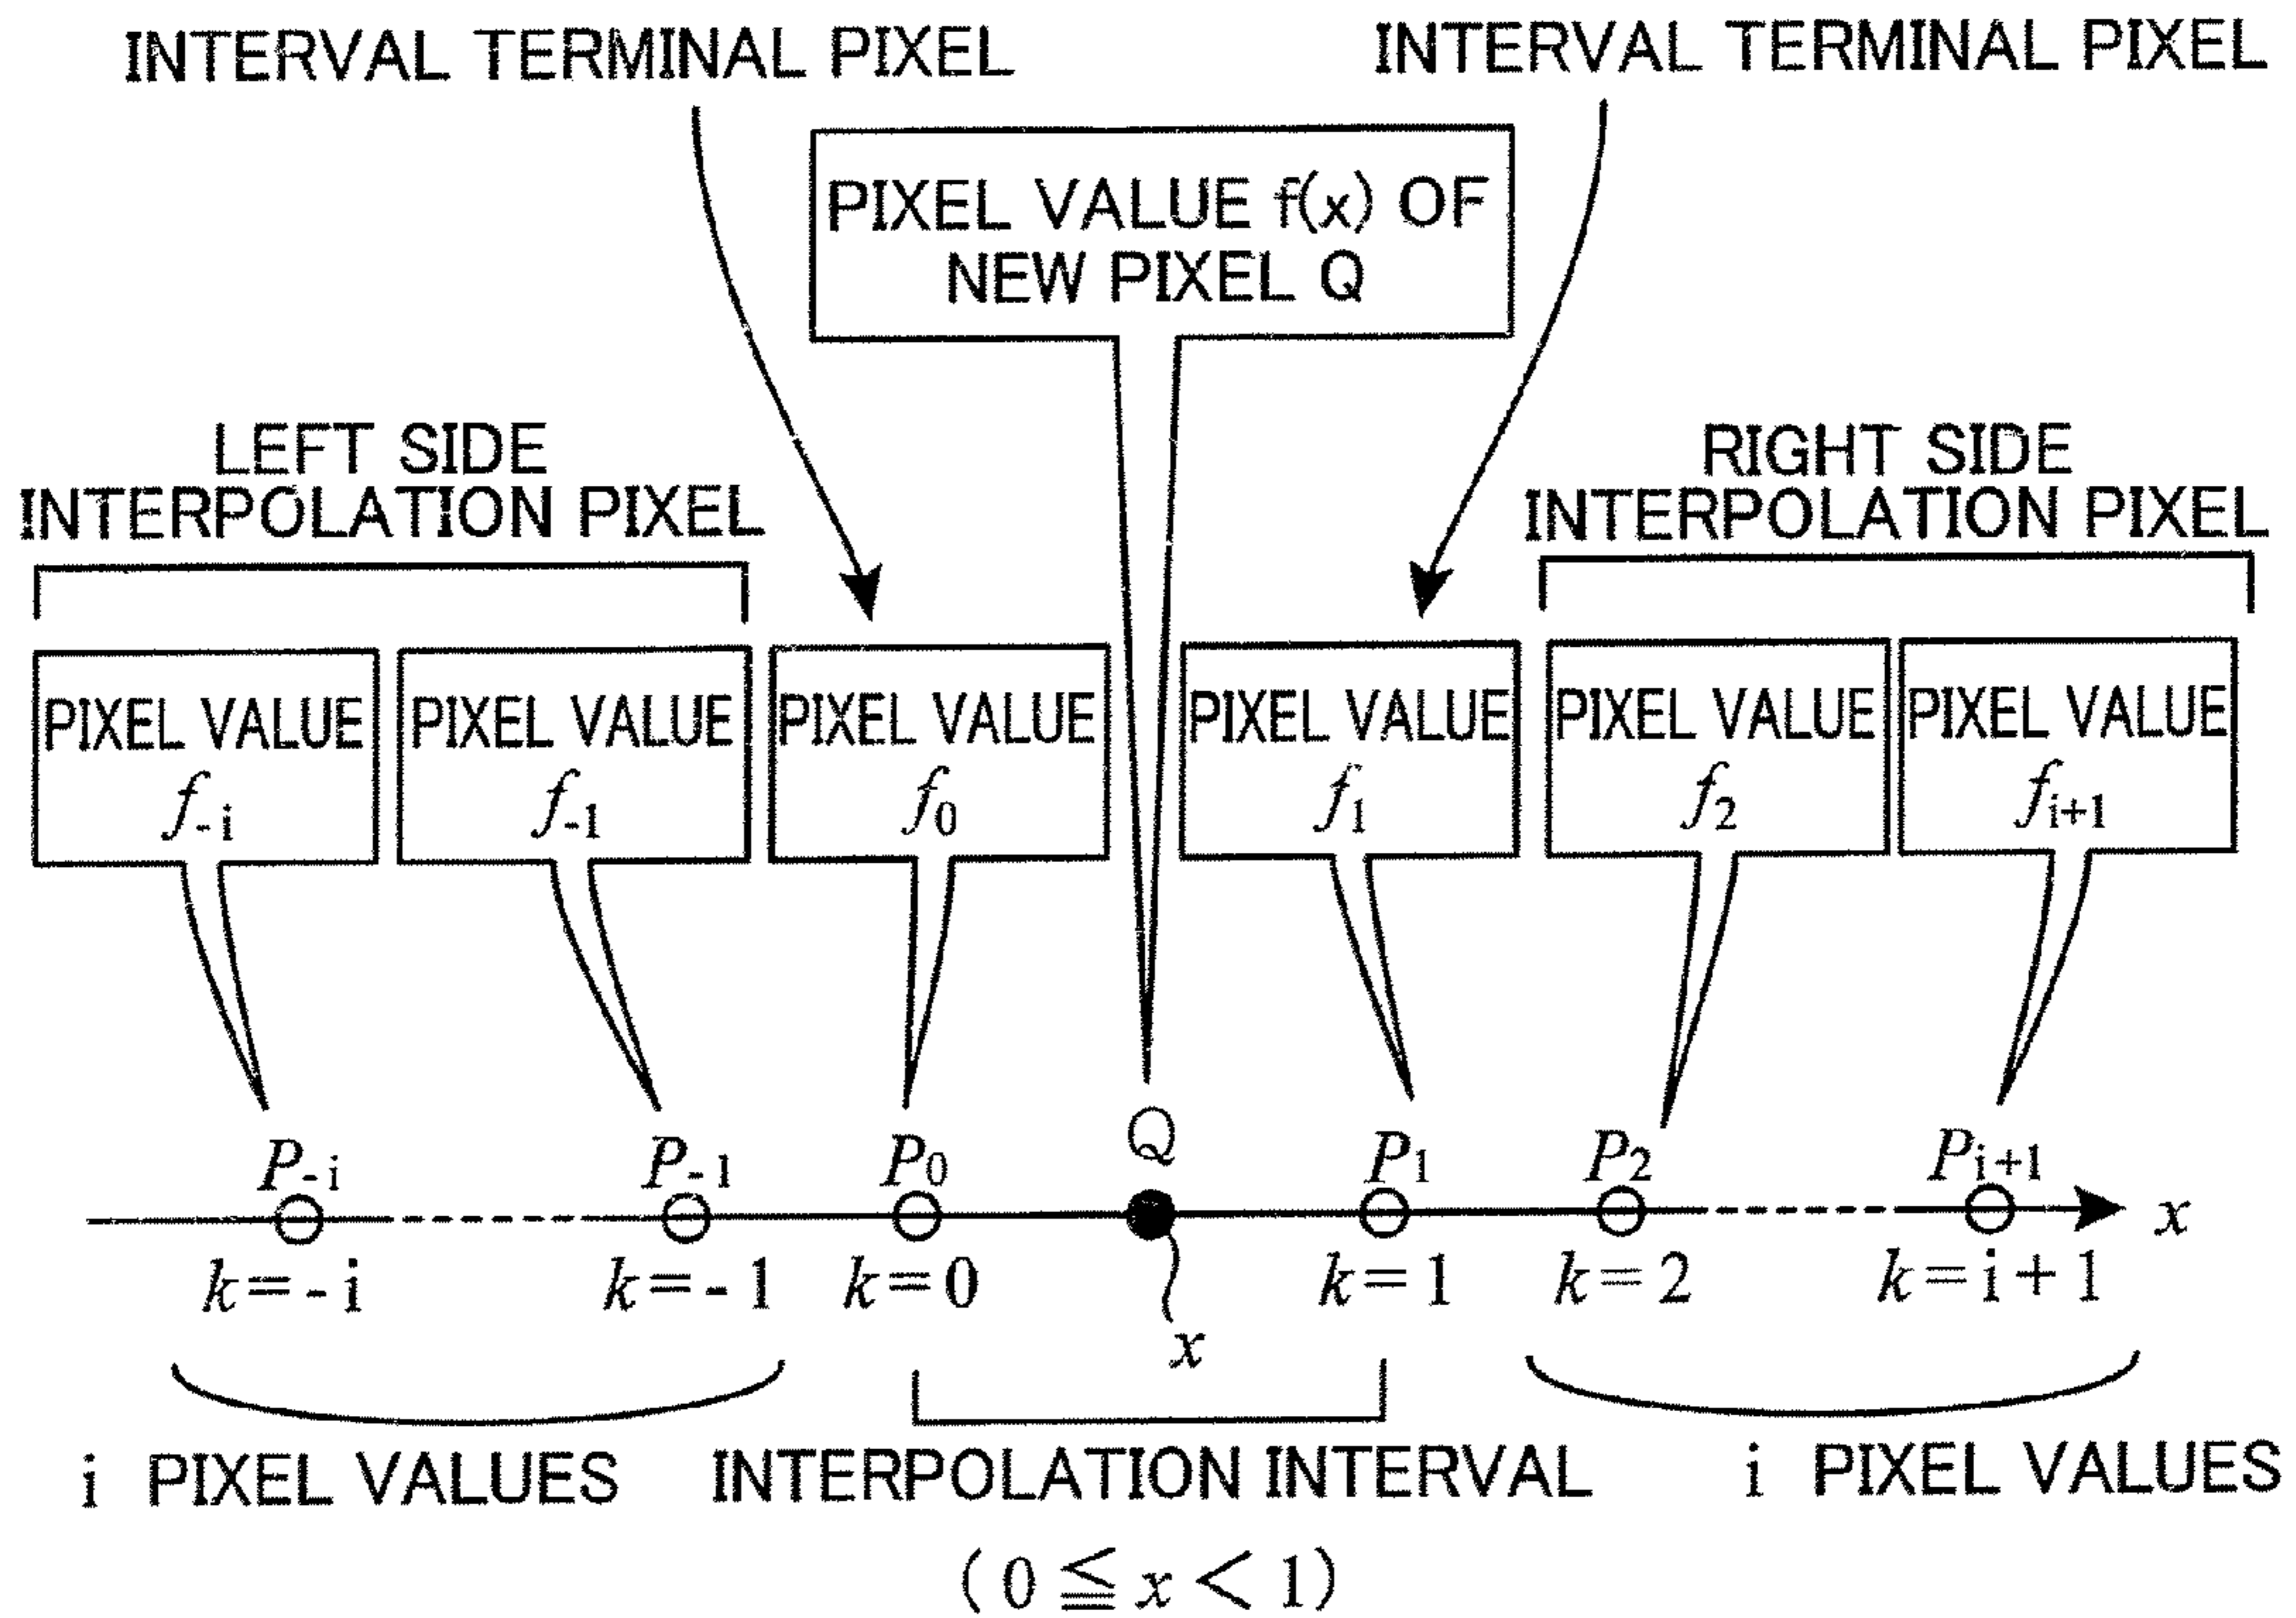 INTERVAL TERMINAL PIXEL
INTERVAL TERMINAL PIXEL
PIXEL VALUE f(x) OF
NEW PIXEL Q
LEFT SIDE
INTERPOLATION PIXEL
RIGHT SIDE
INTERPOLATION PIXEL
PIXEL VALUE
f-i
PIXEL VALUE
f-1
PIXEL VALUE
f0
PIXEL VALUE
f1
PIXEL VALUE
f2
PIXEL VALUE
fi+1
P-i
P-1
P0
Q
P1
P2
Pi+1
x
k=-i
k=-1
k=0
x
k=1
k=2
k=i+1
i PIXEL VALUES
INTERPOLATION INTERVAL
(0≦x<1)
i PIXEL VALUES